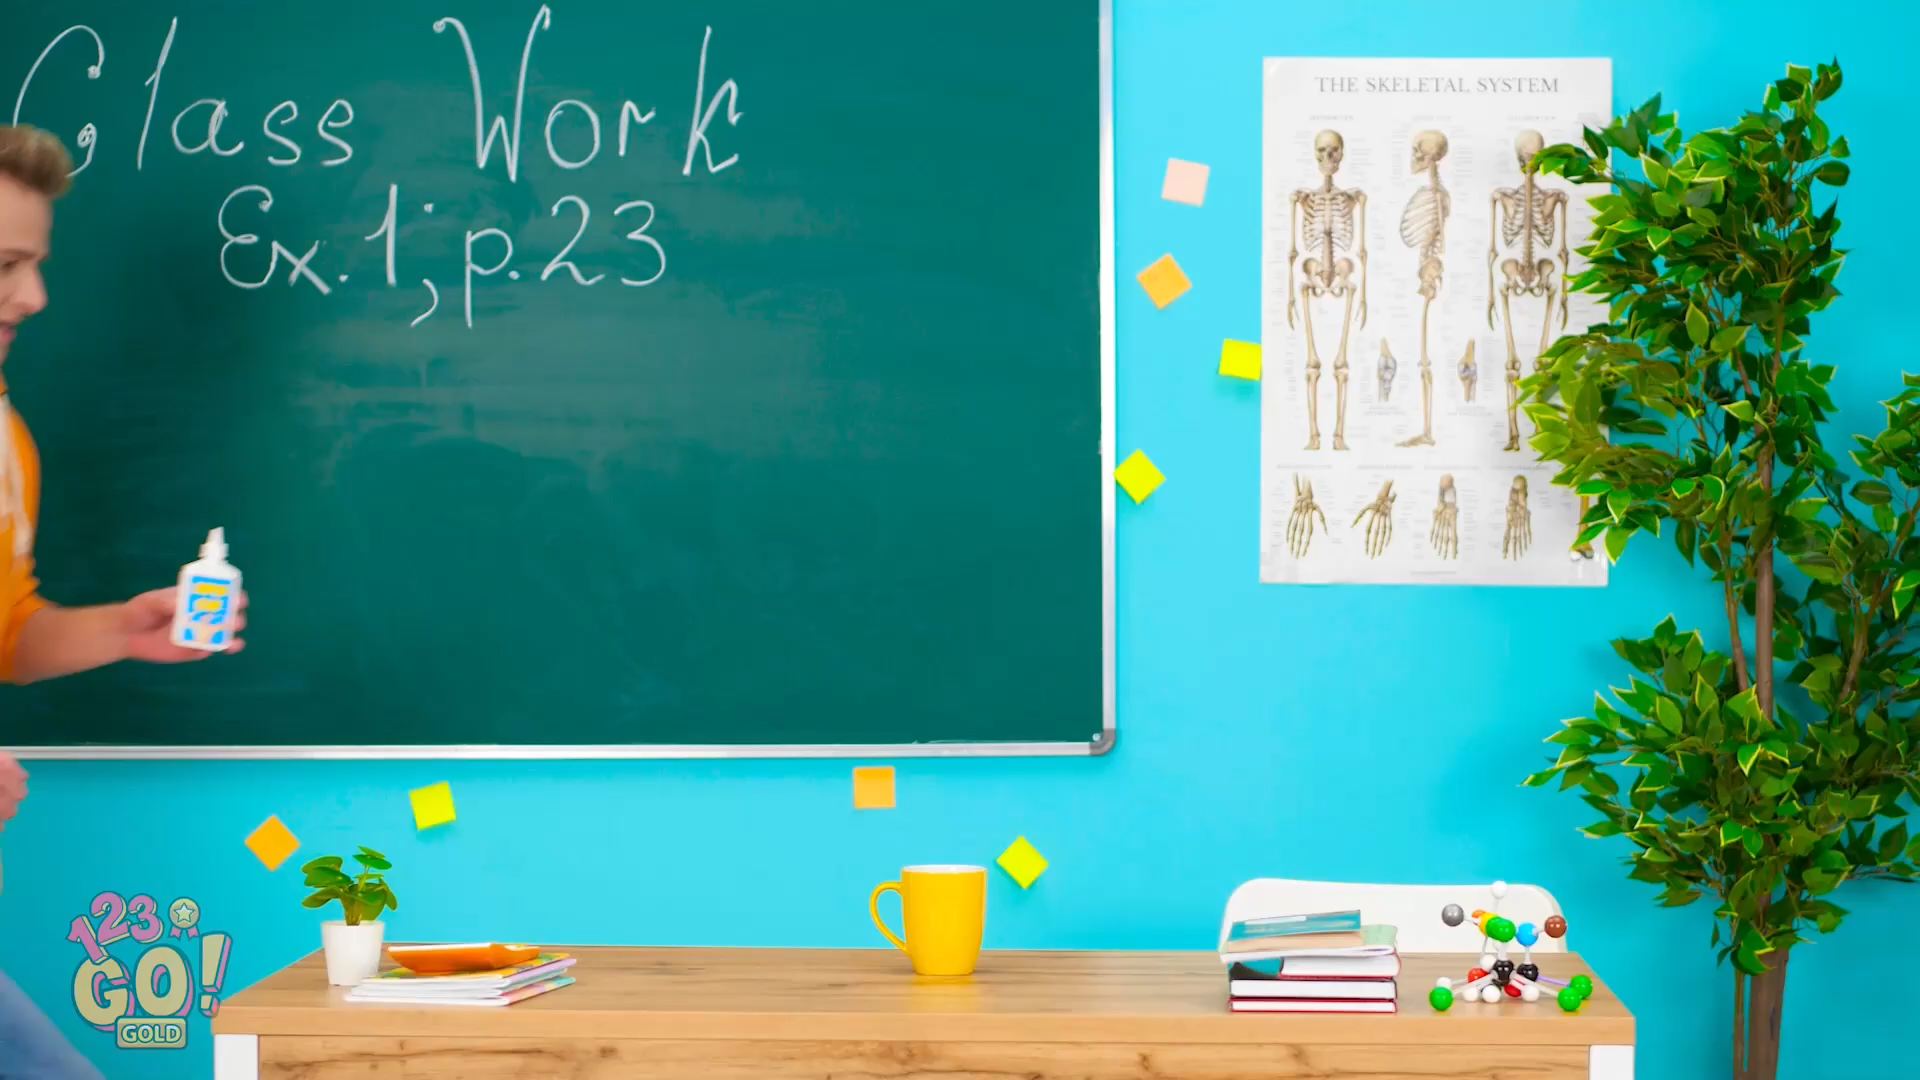 Class Work
Ex. 1; p. 23
THE SKELETAL SYSTEM
123
GO!
GOLD